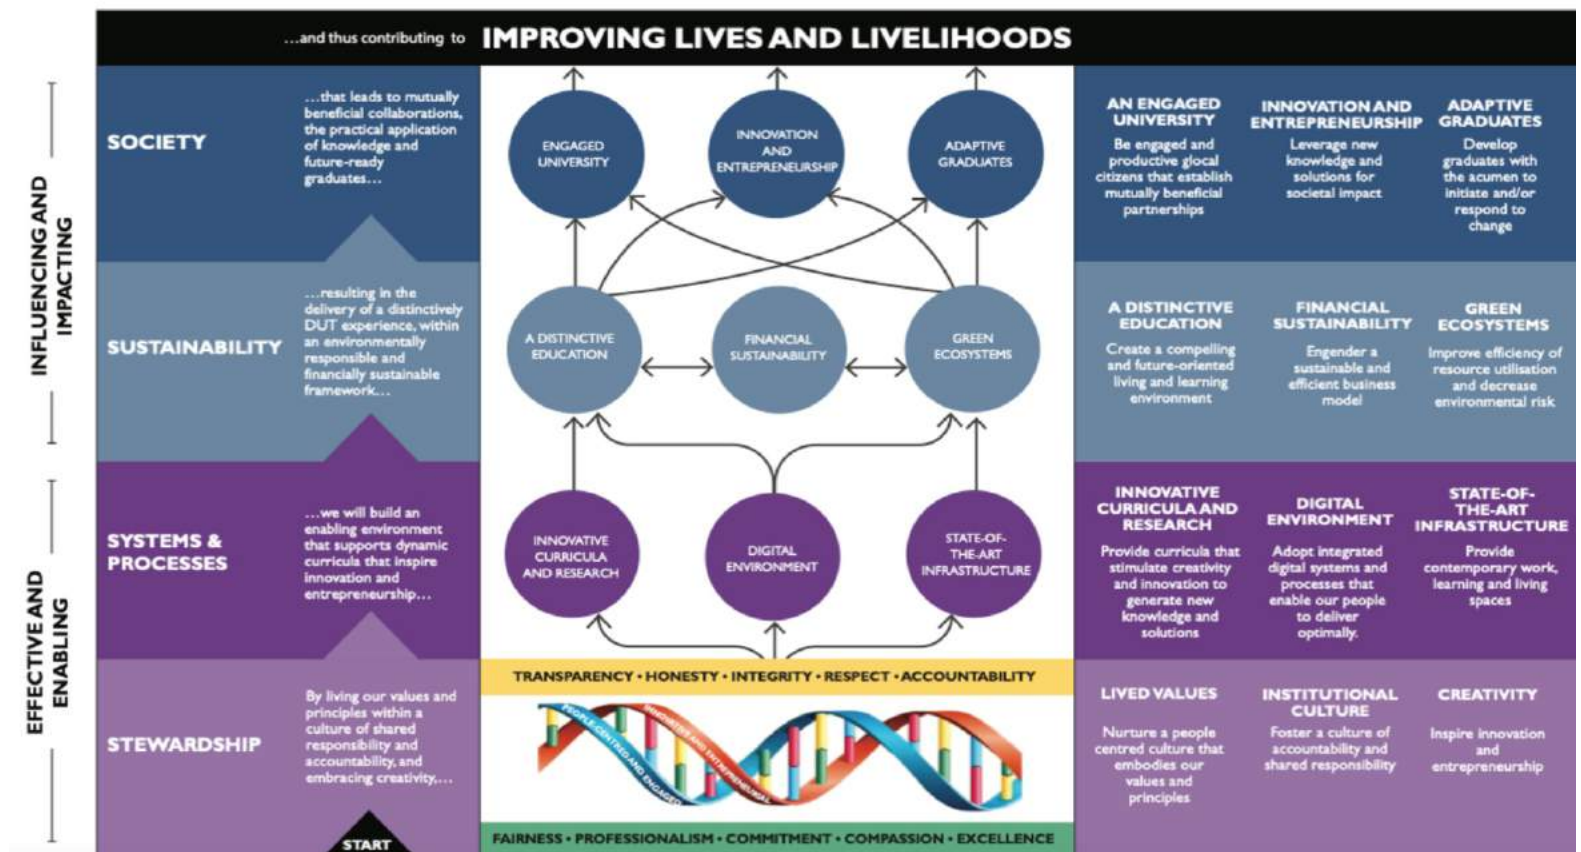 ...and thus contributing to IMPROVING LIVES AND LIVELIHOODS
INFLUENCING AND
IMPACTING
SOCIETY
...that leads to mutually
beneficial collaborations,
the practical application
of knowledge and
future-ready
graduates...
ENGAGED
UNIVERSITY
INNOVATION
AND
ENTREPRENEURSHIP
ADAPTIVE
GRADUATES
AN ENGAGED
UNIVERSITY
Be engaged and
productive glocal
citizens that establish
mutually beneficial
partnerships
INNOVATION AND
ENTREPRENEURSHIP
Leverage new
knowledge and
solutions for
societal impact
ADAPTIVE
GRADUATES
Develop
graduates with
the acumen to
initiate and/or
respond to
change
SUSTAINABILITY
...resulting in the
delivery of a distinctively
DUT experience, within
an environmentally
responsible and
financially sustainable
framework...
A DISTINCTIVE
EDUCATION
FINANCIAL
SUSTAINABILITY
GREEN
ECOSYSTEMS
A DISTINCTIVE
EDUCATION
Create a compelling
and future-oriented
living and learning
environment
FINANCIAL
SUSTAINABILITY
Engender a
sustainable and
efficient business
model
GREEN
ECOSYSTEMS
Improve efficiency of
resource utilisation
and decrease
environmental risk
EFFECTIVE AND
ENABLING
SYSTEMS &
PROCESSES
...we will build an
enabling environment
that supports dynamic
curricula that inspire
innovation and
entrepreneurship...
INNOVATIVE
CURRICULA
AND RESEARCH
DIGITAL
ENVIRONMENT
STATE-OF-
THE-ART
INFRASTRUCTURE
INNOVATIVE
CURRICULA AND
RESEARCH
Provide curricula that
stimulate creativity
and innovation to
generate new
knowledge and
solutions
DIGITAL
ENVIRONMENT
Adopt integrated
digital systems and
processes that
enable our people
to deliver
optimally.
STATE-OF-
THE-ART
INFRASTRUCTURE
Provide
contemporary work,
learning and living
spaces
STEWARDSHIP
By living our values and
principles within a
culture of shared
responsibility and
accountability, and
embracing creativity,...
START
TRANSPARENCY • HONESTY • INTEGRITY • RESPECT • ACCOUNTABILITY
PEOPLE-CENTRED AND ENGAGED
INNOVATIVE AND ENTREPRENEURIAL
FAIRNESS • PROFESSIONALISM • COMMITMENT • COMPASSION • EXCELLENCE
LIVED VALUES
Nurture a people
centred culture that
embodies our
values and
principles
INSTITUTIONAL
CULTURE
Foster a culture of
accountability and
shared responsibility
CREATIVITY
Inspire innovation
and
entrepreneurship